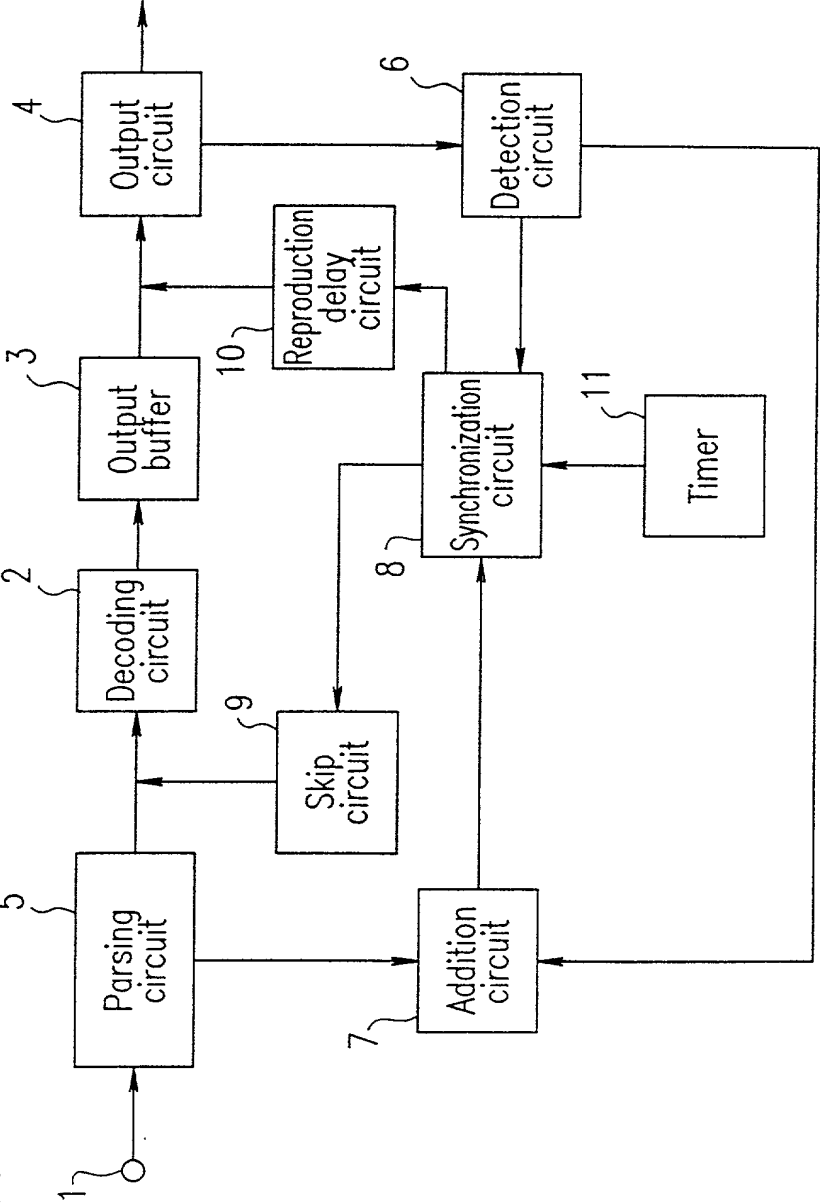 1
5
Parsing
circuit
2
Decoding
circuit
3
Output
buffer
4
Output
circuit
9
Skip
circuit
10
Reproduction
delay
circuit
6
Detection
circuit
7
Addition
circuit
8
Synchronization
circuit
11
Timer